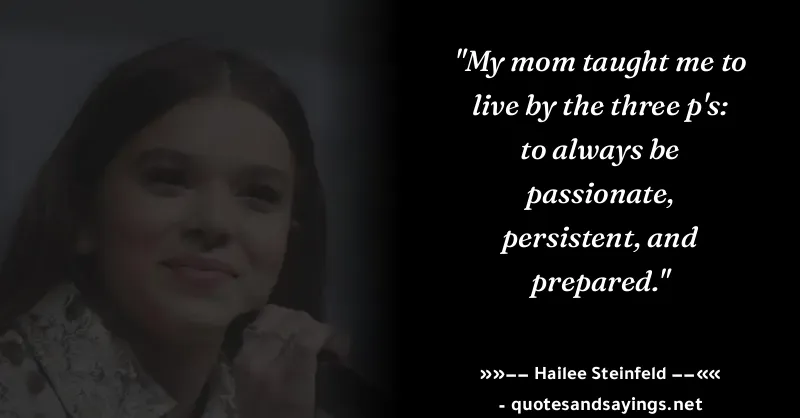 "My mom taught me to
live by the three p's:
to always be
passionate,
persistent, and
prepared."
»»−− Hailee Steinfeld −−««
- quotesandsayings.net